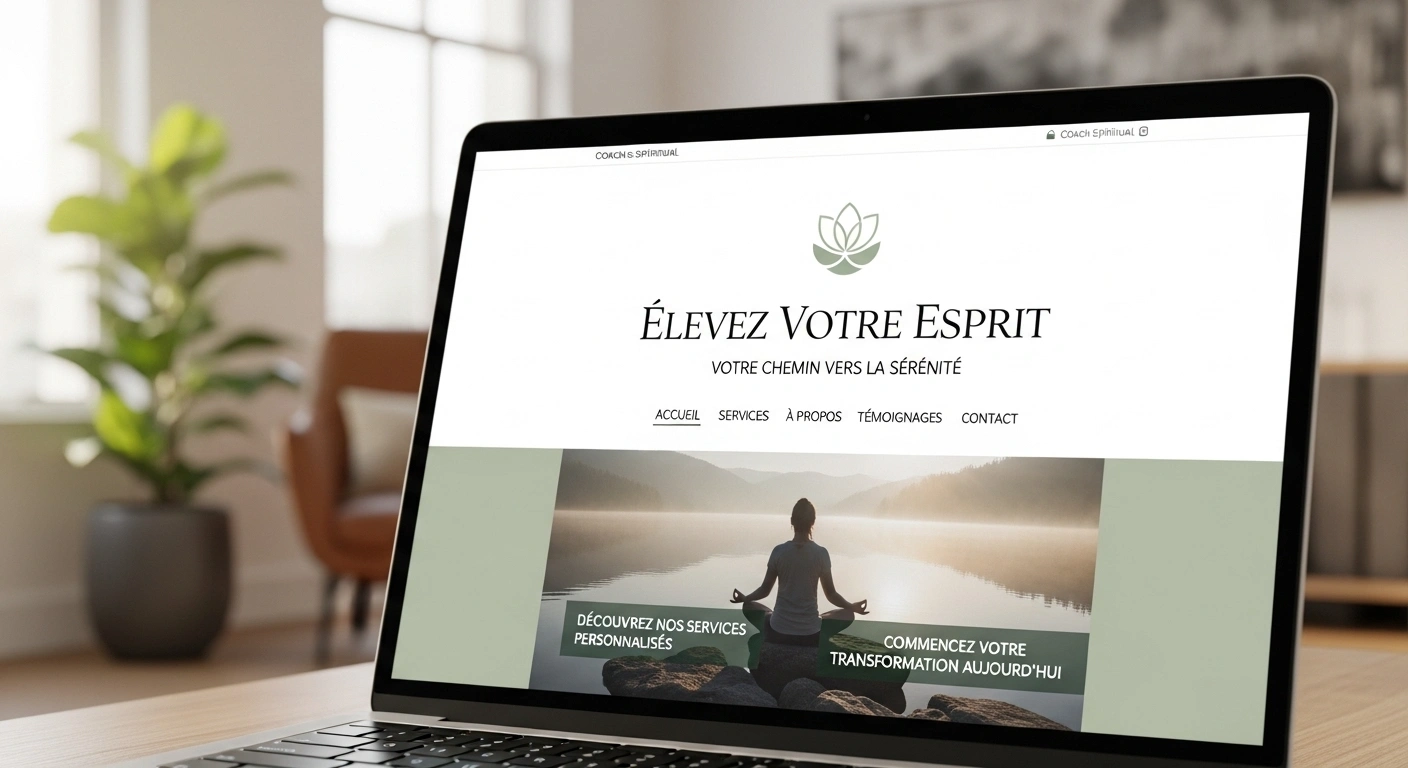 COACH & SPIRITUAL
COACH SPIRITUAL
ÉLEVEZ VOTRE ESPRIT
VOTRE CHEMIN VERS LA SÉRÉNITÉ
ACCUEIL SERVICES À PROPOS TÉMOIGNAGES CONTACT
DÉCOUVREZ NOS SERVICES
PERSONNALISÉS
COMMENCEZ VOTRE
TRANSFORMATION AUJOURD'HUI